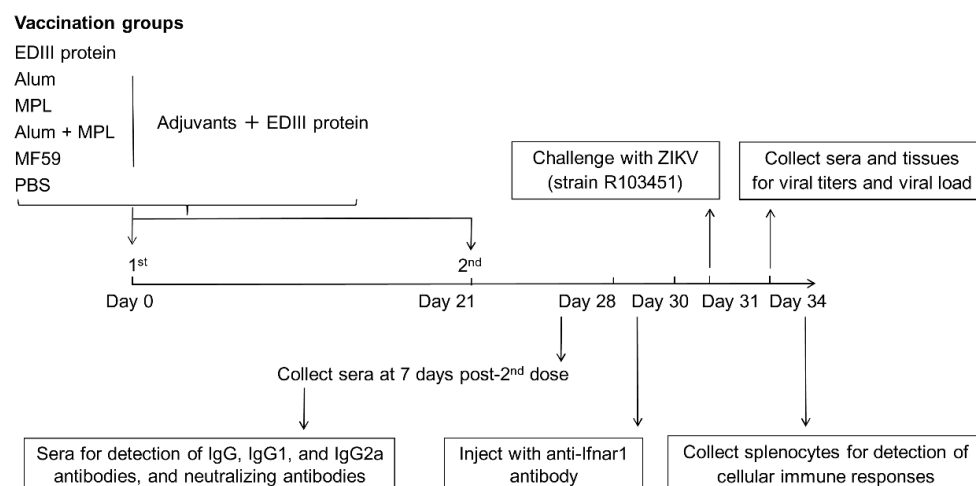 Vaccination groups
EDIII protein
Alum
MPL
Alum + MPL
MF59
PBS
Adjuvants + EDIII protein
Challenge with ZIKV
(strain R103451)
Collect sera and tissues
for viral titers and viral load
1st
2nd
Day 0
Day 21
Day 28
Day 30
Day 31
Day 34
Collect sera at 7 days post-2nd dose
Sera for detection of IgG, IgG1, and IgG2a
antibodies, and neutralizing antibodies
Inject with anti-Ifnar1
antibody
Collect splenocytes for detection of
cellular immune responses